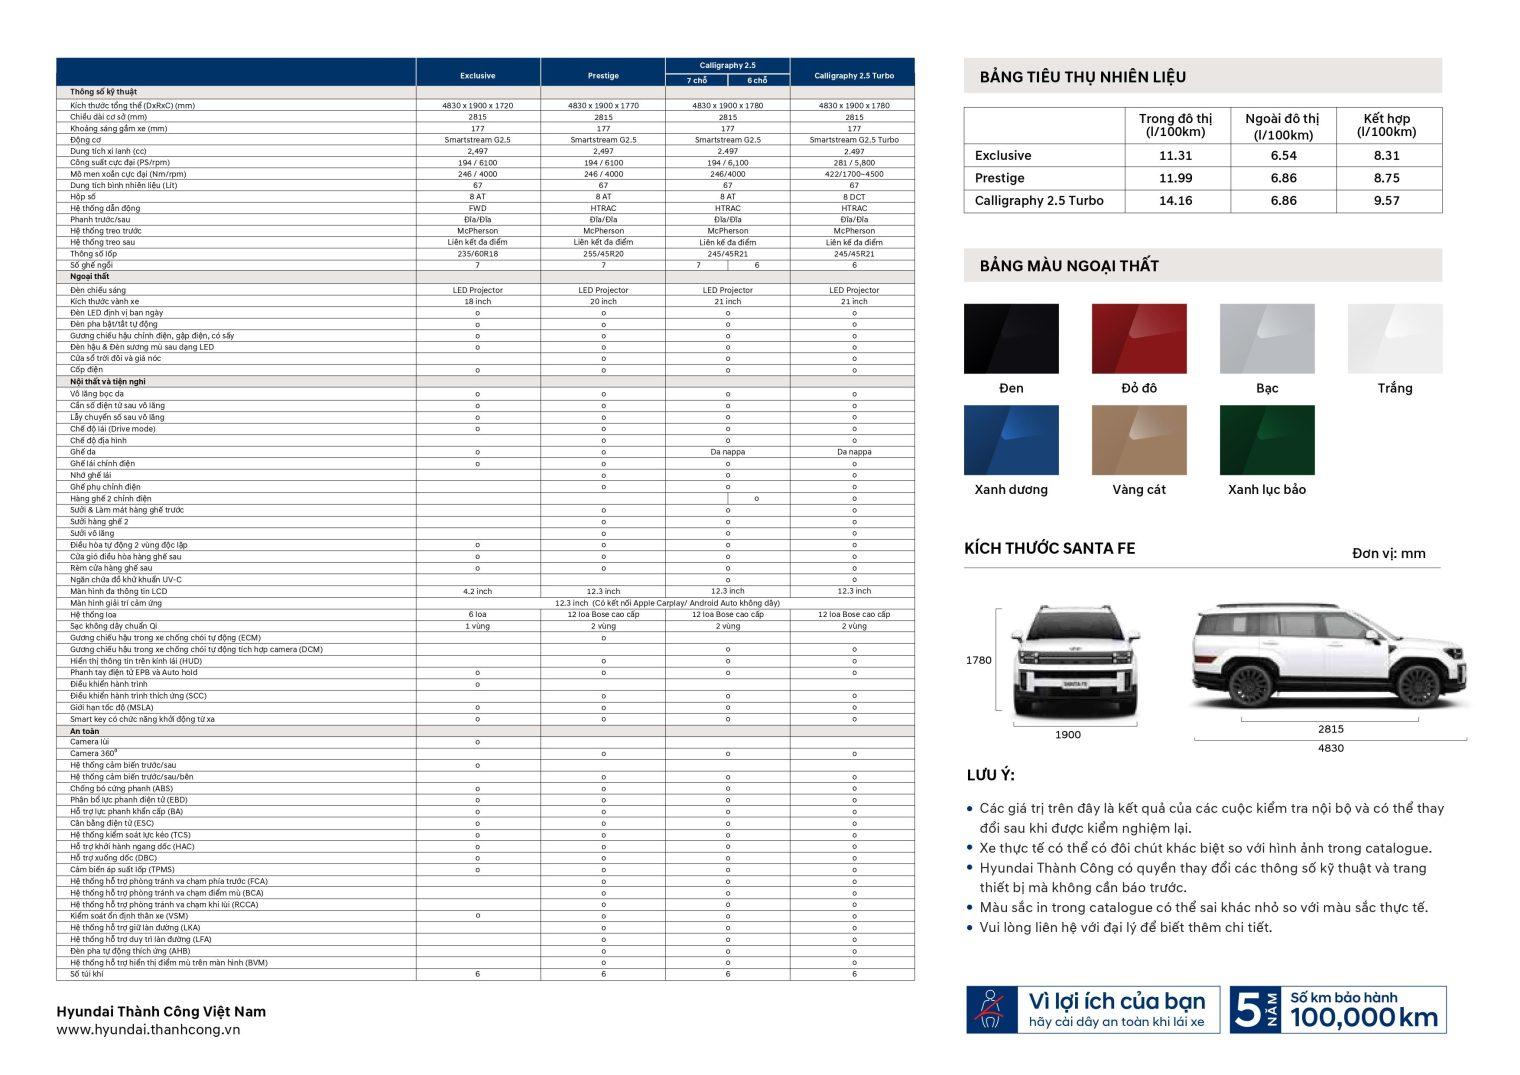 Exclusive Prestige Calligraphy 2.5 Calligraphy 2.5 Turbo
7 chỗ 6 chỗ
Thông số kỹ thuật
Kích thước tổng thể (DxRxC) (mm) 4830 x 1900 x 1720 4830 x 1900 x 1770 4830 x 1900 x 1780 4830 x 1900 x 1780
Chiều dài cơ sở (mm) 2815 2815 2815 2815
Khoảng sáng gầm xe (mm) 177 177 177 177
Động cơ Smartstream G2.5 Smartstream G2.5 Smartstream G2.5 Smartstream G2.5 Turbo
Dung tích xi lanh (cc) 2,497 2,497 2.497 2.497
Công suất cực đại (PS/rpm) 194 / 6100 194 / 6100 194 / 6,100 281 / 5,800
Mô men xoắn cực đại (Nm/rpm) 246 / 4000 246 / 4000 246/4000 422/1700~4500
Dung tích bình nhiên liệu (Lít) 67 67 67 67
Hộp số 8 AT 8 AT 8 AT 8 DCT
Hệ thống dẫn động FWD HTRAC HTRAC HTRAC
Phanh trước/sau Đĩa/Đĩa Đĩa/Đĩa Đĩa/Đĩa Đĩa/Đĩa
Hệ thống treo trước McPherson McPherson McPherson McPherson
Hệ thống treo sau Liên kết đa điểm Liên kết đa điểm Liên kế đa điểm Liên kế đa điểm
Thông số lốp 235/60R18 255/45R20 245/45R21 245/45R21
Số ghế ngồi 7 7 7 6 6
Ngoại thất
Đèn chiếu sáng LED Projector LED Projector LED Projector LED Projector
Kích thước vành xe 18 inch 20 inch 21 inch 21 inch
Đèn LED định vị ban ngày o o o o
Đèn pha bật/tắt tự động o o o o
Gương chiếu hậu chỉnh điện, gập điện, có sấy o o o o
Đèn hậu & Đèn sương mù sau dạng LED o o o o
Cửa sổ trời đôi và giá nóc o o o
Cốp điện o o o o
Nội thất và tiện nghi
Vô lăng bọc da o o o o
Cần số điện tử sau vô lăng o o o o
Lẫy chuyển số sau vô lăng o o o o
Chế độ lái (Drive mode) o o o o
Chế độ địa hình o o o
Ghế da o o Da nappa Da nappa
Ghế lái chỉnh điện o o o o
Nhớ ghế lái o o o
Ghế phụ chỉnh điện o o o
Hàng ghế 2 chỉnh điện o o
Sưởi & Làm mát hàng ghế trước o o o
Sưởi hàng ghế 2 o o o
Sưởi vô lăng o o o
Điều hòa tự động 2 vùng độc lập o o o o
Cửa gió điều hòa hàng ghế sau o o o o
Rèm cửa hàng ghế sau o o o o
Ngăn chứa đồ khử khuẩn UV-C o o
Màn hình đa thông tin LCD 4.2 inch 12.3 inch 12.3 inch 12.3 inch
Màn hình giải trí cảm ứng 12.3 inch (Có kết nối Apple Carplay/ Android Auto không dây)
Hệ thống loa 6 loa 12 loa Bose cao cấp 12 loa Bose cao cấp 12 loa Bose cao cấp
Sạc không dây chuẩn Qi 1 vùng 2 vùng 2 vùng 2 vùng
Gương chiếu hậu trong xe chống chói tự động (ECM) o
Gương chiếu hậu trong xe chống chói tự động tích hợp camera (DCM) o o
Hiển thị thông tin trên kính lái (HUD) o o o
Phanh tay điện tử EPB và Auto hold o o o o
Điều khiển hành trình o
Điều khiển hành trình thích ứng (SCC) o o o
Giới hạn tốc độ (MSLA) o o o o
Smart key có chức năng khởi động từ xa o o o o
An toàn
Camera lùi o
Camera 360⁰ o o o
Hệ thống cảm biến trước/sau o
Hệ thống cảm biến trước/sau/bên o o o
Chống bó cứng phanh (ABS) o o o o
Phân bổ lực phanh điện tử (EBD) o o o o
Hỗ trợ lực phanh khẩn cấp (BA) o o o o
Cân bằng điện tử (ESC) o o o o
Hệ thống kiểm soát lực kéo (TCS) o o o o
Hỗ trợ khởi hành ngang dốc (HAC) o o o o
Hỗ trợ xuống dốc (DBC) o o o o
Cảm biến áp suất lốp (TPMS) o o o o
Hệ thống hỗ trợ phòng tránh va chạm phía trước (FCA) o o o
Hệ thống hỗ trợ phòng tránh va chạm điểm mù (BCA) o o o
Hệ thống hỗ trợ phòng tránh va chạm khi lùi (RCCA) o o o
Kiểm soát ổn định thân xe (VSM) o o o o
Hệ thống hỗ trợ giữ làn đường (LKA) o o o
Hệ thống hỗ trợ duy trì làn đường (LFA) o o o
Đèn pha tự động thích ứng (AHB) o o o
Hệ thống hỗ trợ hiển thị điểm mù trên màn hình (BVM) o o o
Số túi khí 6 6 6 6
Hyundai Thành Công Việt Nam
www.hyundai.thanhcong.vn
BẢNG TIÊU THỤ NHIÊN LIỆU
Trong đô thị (l/100km) Ngoài đô thị (l/100km) Kết hợp (l/100km)
Exclusive 11.31 6.54 8.31
Prestige 11.99 6.86 8.75
Calligraphy 2.5 Turbo 14.16 6.86 9.57
BẢNG MÀU NGOẠI THẤT
Đen Đỏ đô Bạc Trắng
Xanh dương Vàng cát Xanh lục bảo
KÍCH THƯỚC SANTA FE
Đơn vị: mm
1780
SANTA FE
1900
2815
4830
LƯU Ý:
• Các giá trị trên đây là kết quả của các cuộc kiểm tra nội bộ và có thể thay
đổi sau khi được kiểm nghiệm lại.
• Xe thực tế có thể có đôi chút khác biệt so với hình ảnh trong catalogue.
• Hyundai Thành Công có quyền thay đổi các thông số kỹ thuật và trang
thiết bị mà không cần báo trước.
• Màu sắc in trong catalogue có thể sai khác nhỏ so với màu sắc thực tế.
• Vui lòng liên hệ với đại lý để biết thêm chi tiết.
Vì lợi ích của bạn
hãy cài dây an toàn khi lái xe
5 NĂM
Số km bảo hành
100,000 km